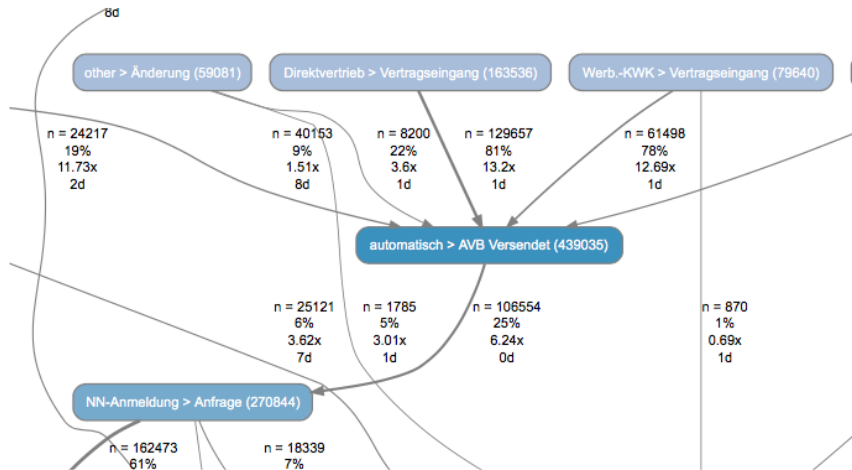 8d
other > Änderung (59081)
Direktvertrieb > Vertragseingang (163536)
Werb.-KWK > Vertragseingang (79640)
n = 24217
19%
11.73x
2d
n = 40153
9%
1.51x
8d
n = 8200
22%
3.6x
1d
n = 129657
81%
13.2x
1d
n = 61498
78%
12.69x
1d
automatisch > AVB Versendet (439035)
n = 25121
6%
3.62x
7d
n = 1785
5%
3.01x
1d
n = 106554
25%
6.24x
0d
n = 870
1%
0.69x
1d
NN-Anmeldung > Anfrage (270844)
n = 162473
61%
n = 18339
7%